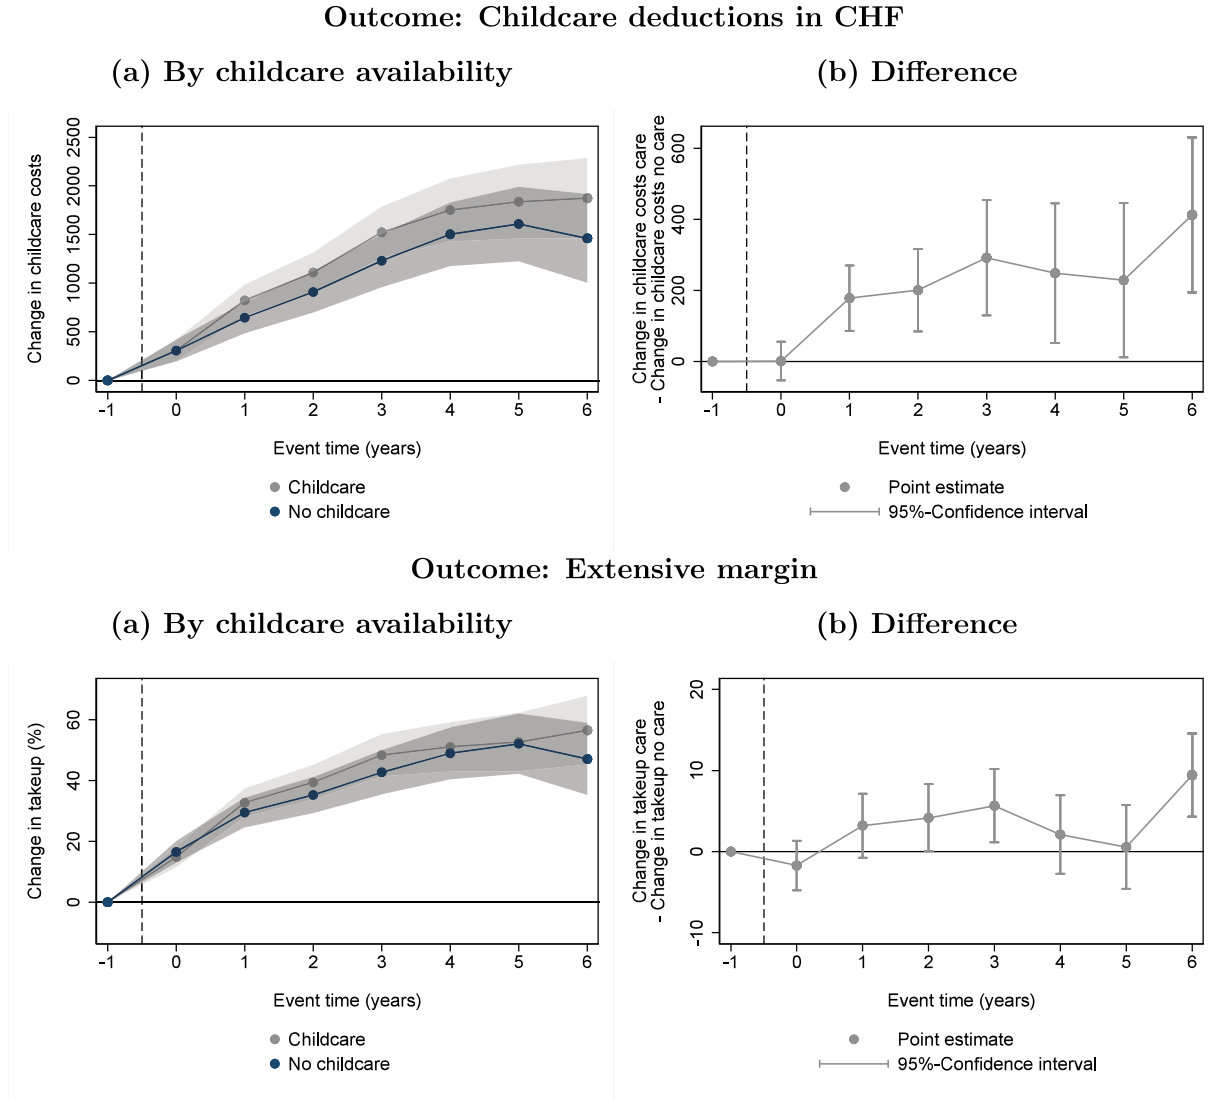 Outcome: Childcare deductions in CHF
(a) By childcare availability
(b) Difference
Change in childcare costs
0
500
1000
1500
2000
2500
-1 0 1 2 3 4 5 6
Event time (years)
Childcare
No childcare
Change in childcare costs care
- Change in childcare costs no care
0
200
400
600
-1 0 1 2 3 4 5 6
Event time (years)
Point estimate
95%-Confidence interval
Outcome: Extensive margin
(a) By childcare availability
(b) Difference
Change in takeup (%)
0
20
40
60
-1 0 1 2 3 4 5 6
Event time (years)
Childcare
No childcare
Change in takeup care
- Change in takeup no care
-10
0
10
20
-1 0 1 2 3 4 5 6
Event time (years)
Point estimate
95%-Confidence interval